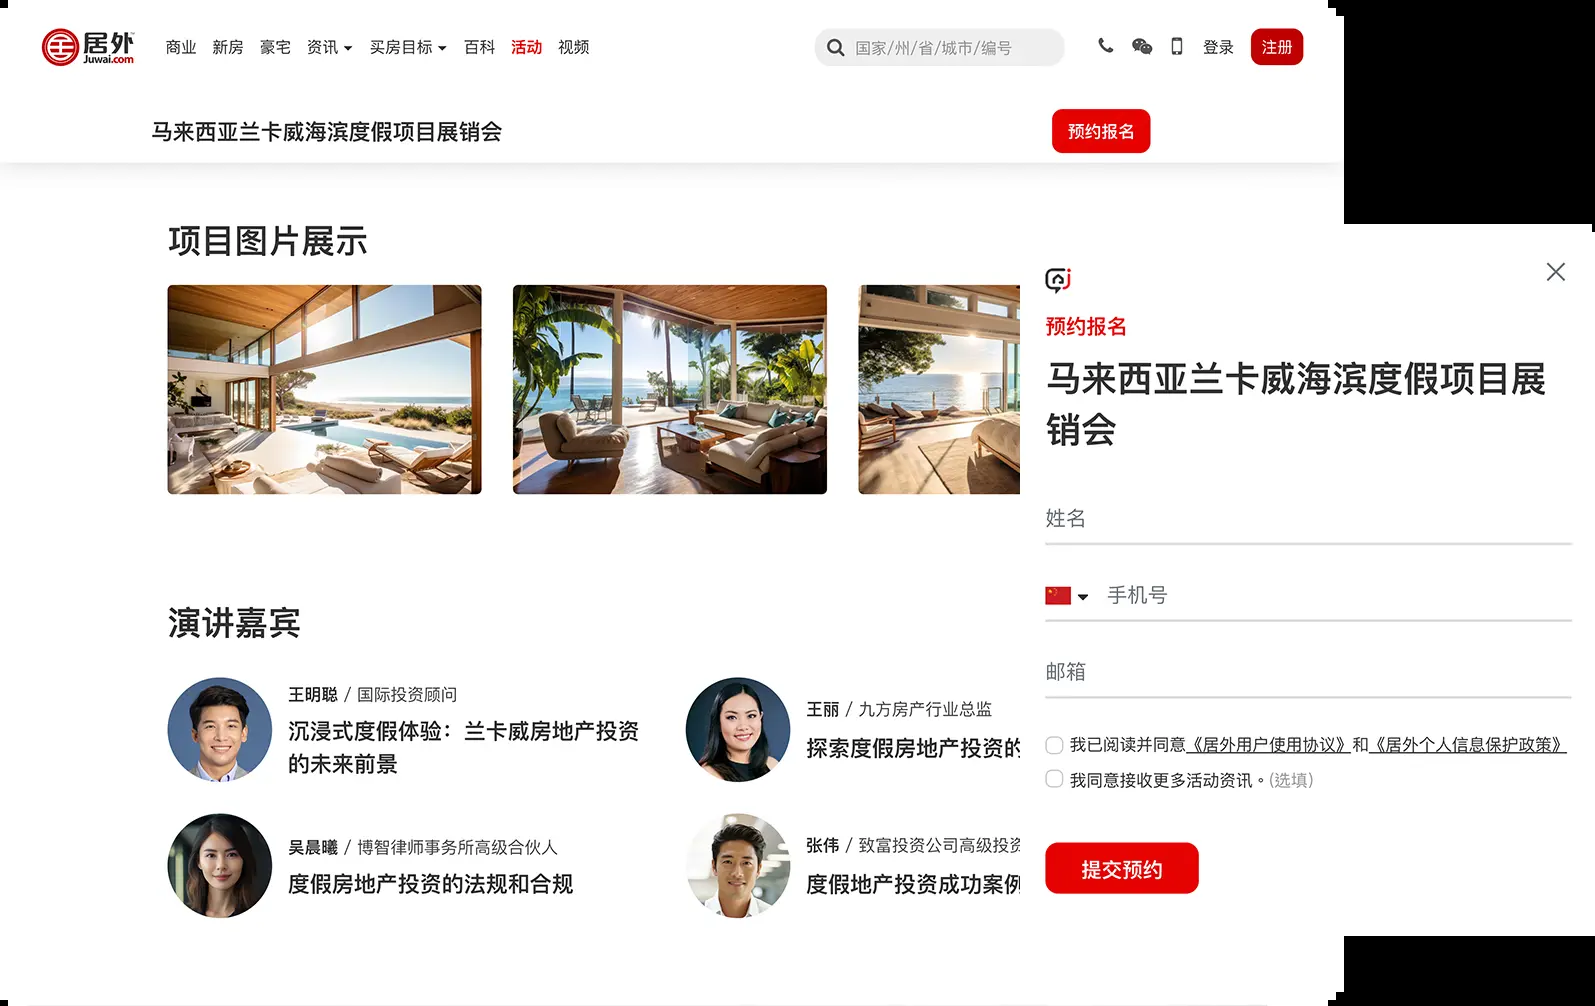 居外
Juwai.com
商业 新房 豪宅 资讯 买房目标 百科 活动 视频
国家/州/省/城市/编号
登录 注册
马来西亚兰卡威海滨度假项目展销会
预约报名
项目图片展示
演讲嘉宾
王明聪 / 国际投资顾问
沉浸式度假体验：兰卡威房地产投资
的未来前景
王丽 / 九方房产行业总监
探索度假房地产投资的
吴晨曦 / 博智律师事务所高级合伙人
度假房地产投资的法规和合规
张伟 / 致富投资公司高级投资
度假地产投资成功案例
预约报名
马来西亚兰卡威海滨度假项目展
销会
姓名
手机号
邮箱
我已阅读并同意《居外用户使用协议》和《居外个人信息保护政策》
我同意接收更多活动资讯。(选填)
提交预约